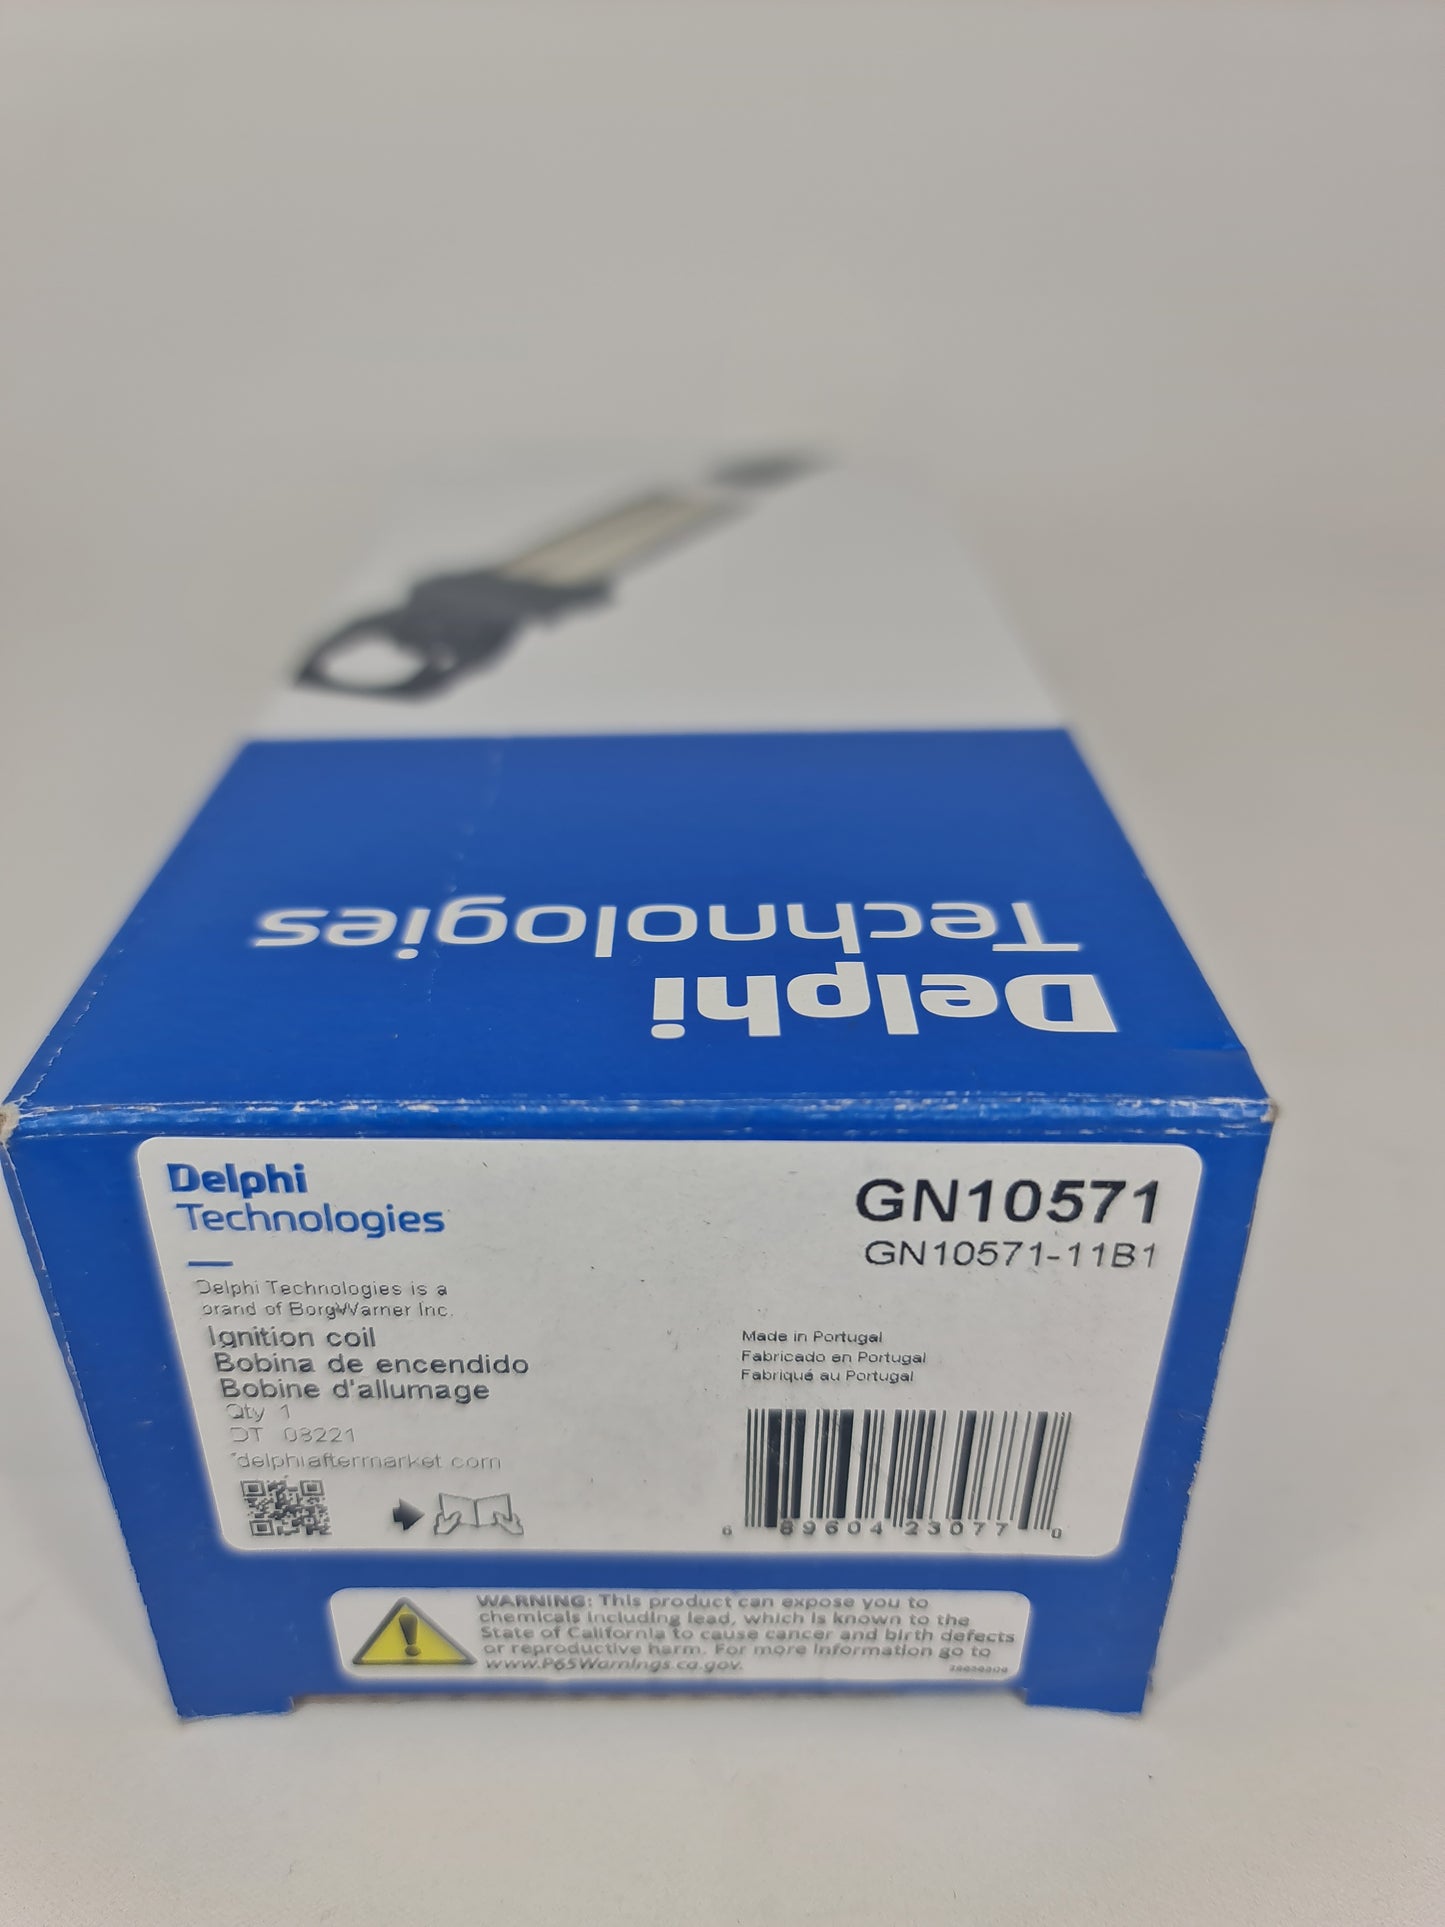 Delphi
Technologies
Delphi
Technologies
GN10571
GN10571-11B1
Delphi Technologies is a
brand of BorgWarner Inc.
Ignition coil
Bobina de encendido
Bobine d'allumage
Qty 1
DT 08221
delphiaftermarket com
Made in Portugal
Fabricado en Portugal
Fabriqué au Portugal
6 89604 23077 0
WARNING: This product can expose you to
chemicals including lead, which is known to the
State of California to cause cancer and birth defects
or reproductive harm. For more information go to
www.P65Warnings.ca.gov.